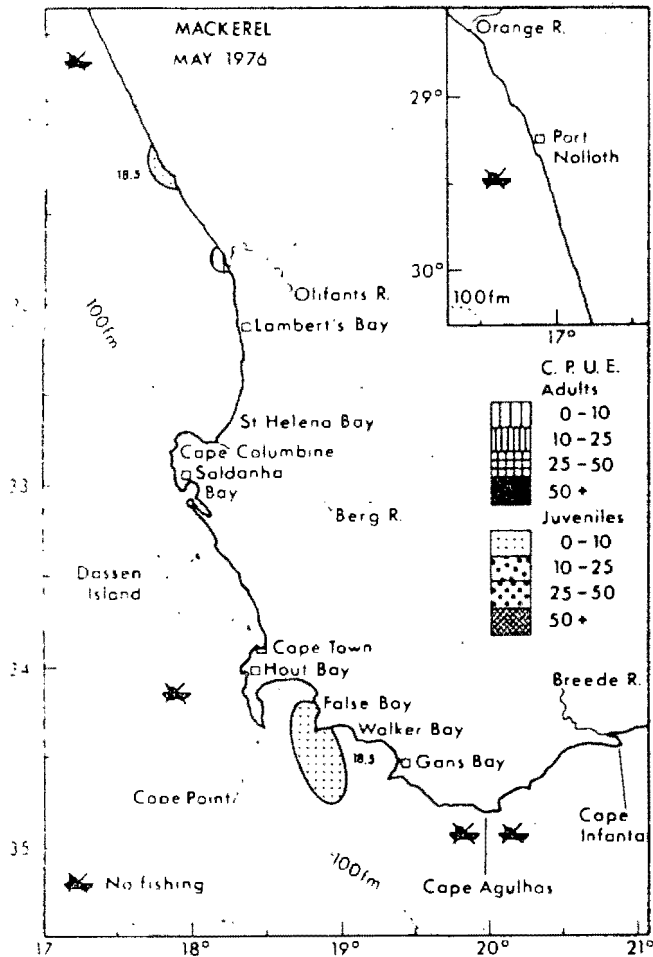 MACKEREL
MAY 1976
Orange R.
29°
Port
Nolloth
18.5
30°
100fm
17°
Olifants R.
100fm
Lambert's Bay
C. P. U. E.
Adults
0-10
10-25
25-50
50+
St Helena Bay
Cape Columbine
Saldanha
Bay
33
Berg R.
Juveniles
0-10
10-25
25-50
50+
Dassen
Island
Cape Town
34
Hout Bay
Breede R.
False Bay
Walker Bay
18.5
Gans Bay
Cape Point
Cape
Infanta
35
100fm
No fishing
Cape Agulhas
17
18°
19°
20°
21°